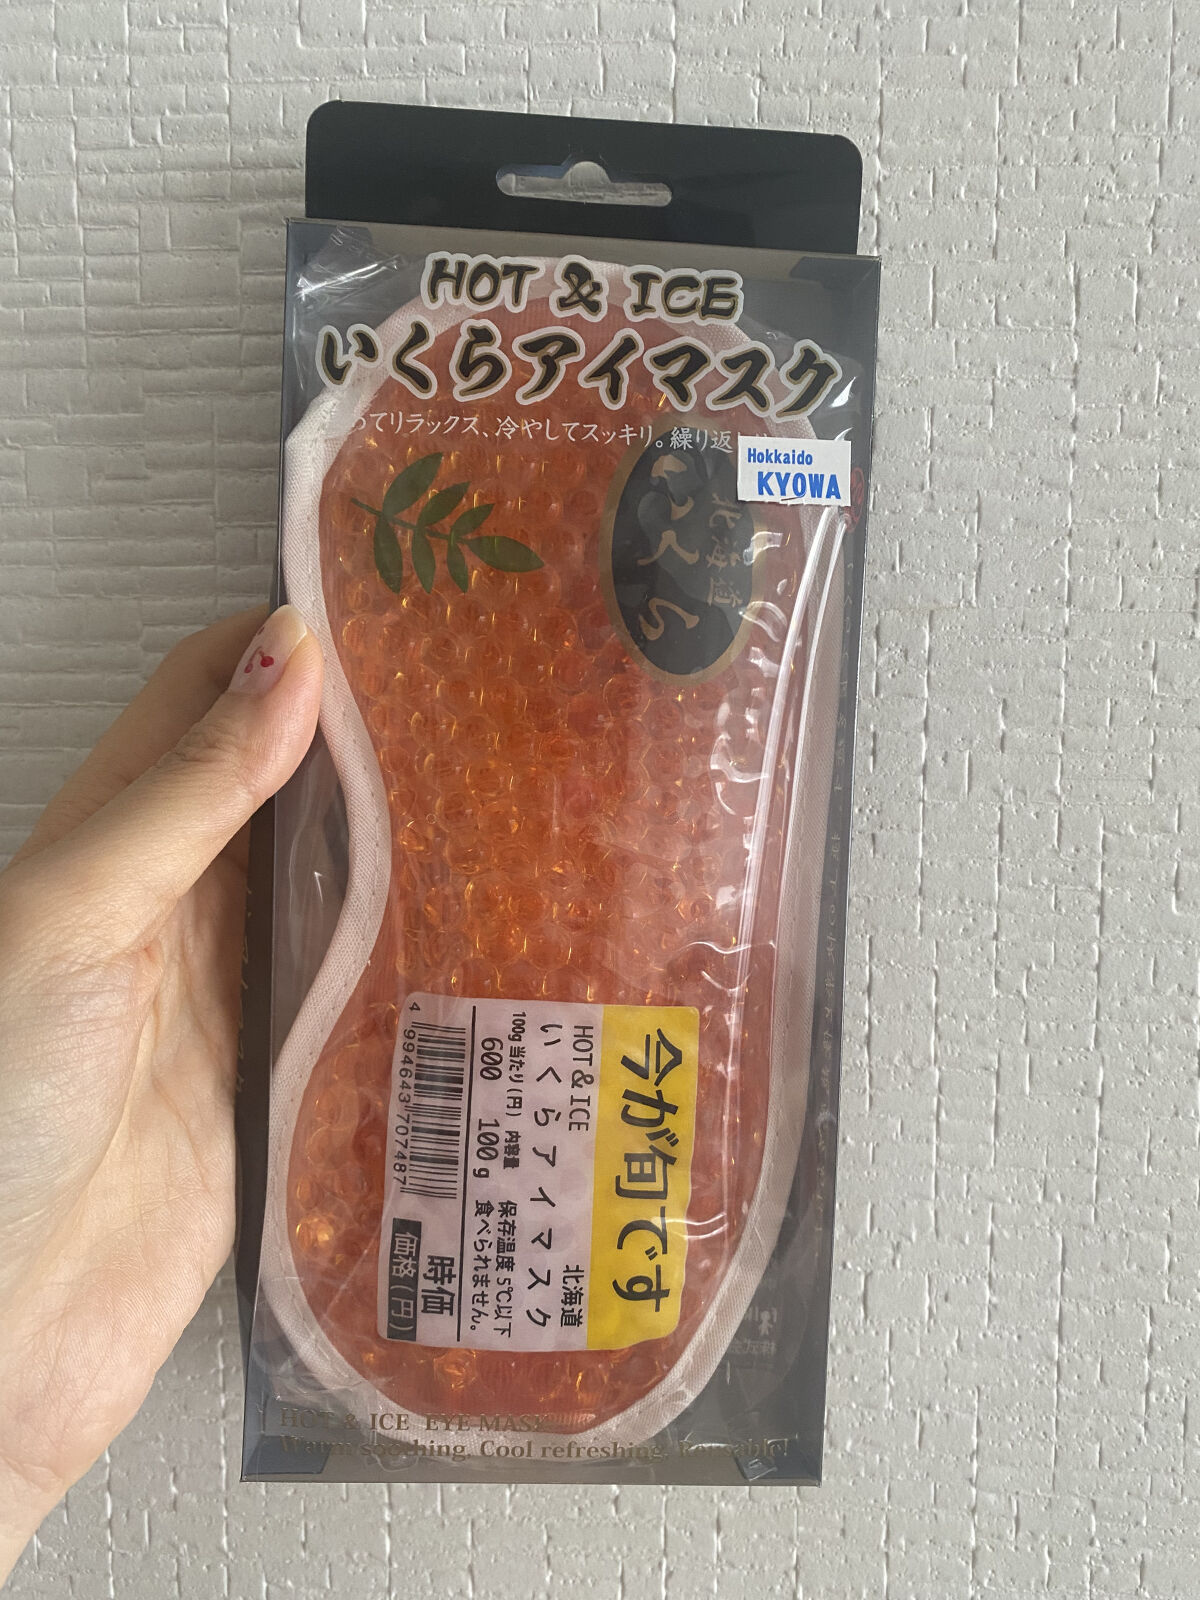 HOT & ICE
いくらアイマスク
てリラックス、冷やしてスッキリ。繰り返し
Hokkaido
KYOWA
北海道
いくら
今が旬です
HOT&ICE
北海道
いくらアイマスク
100g当たり(円) 内容量
600 100g
保存温度5℃以下
食べられません。
4 994643 707487
時価
価格(円)
HOT & ICE EYE MASK
Warm soothing, Cool refreshing, Reusable!